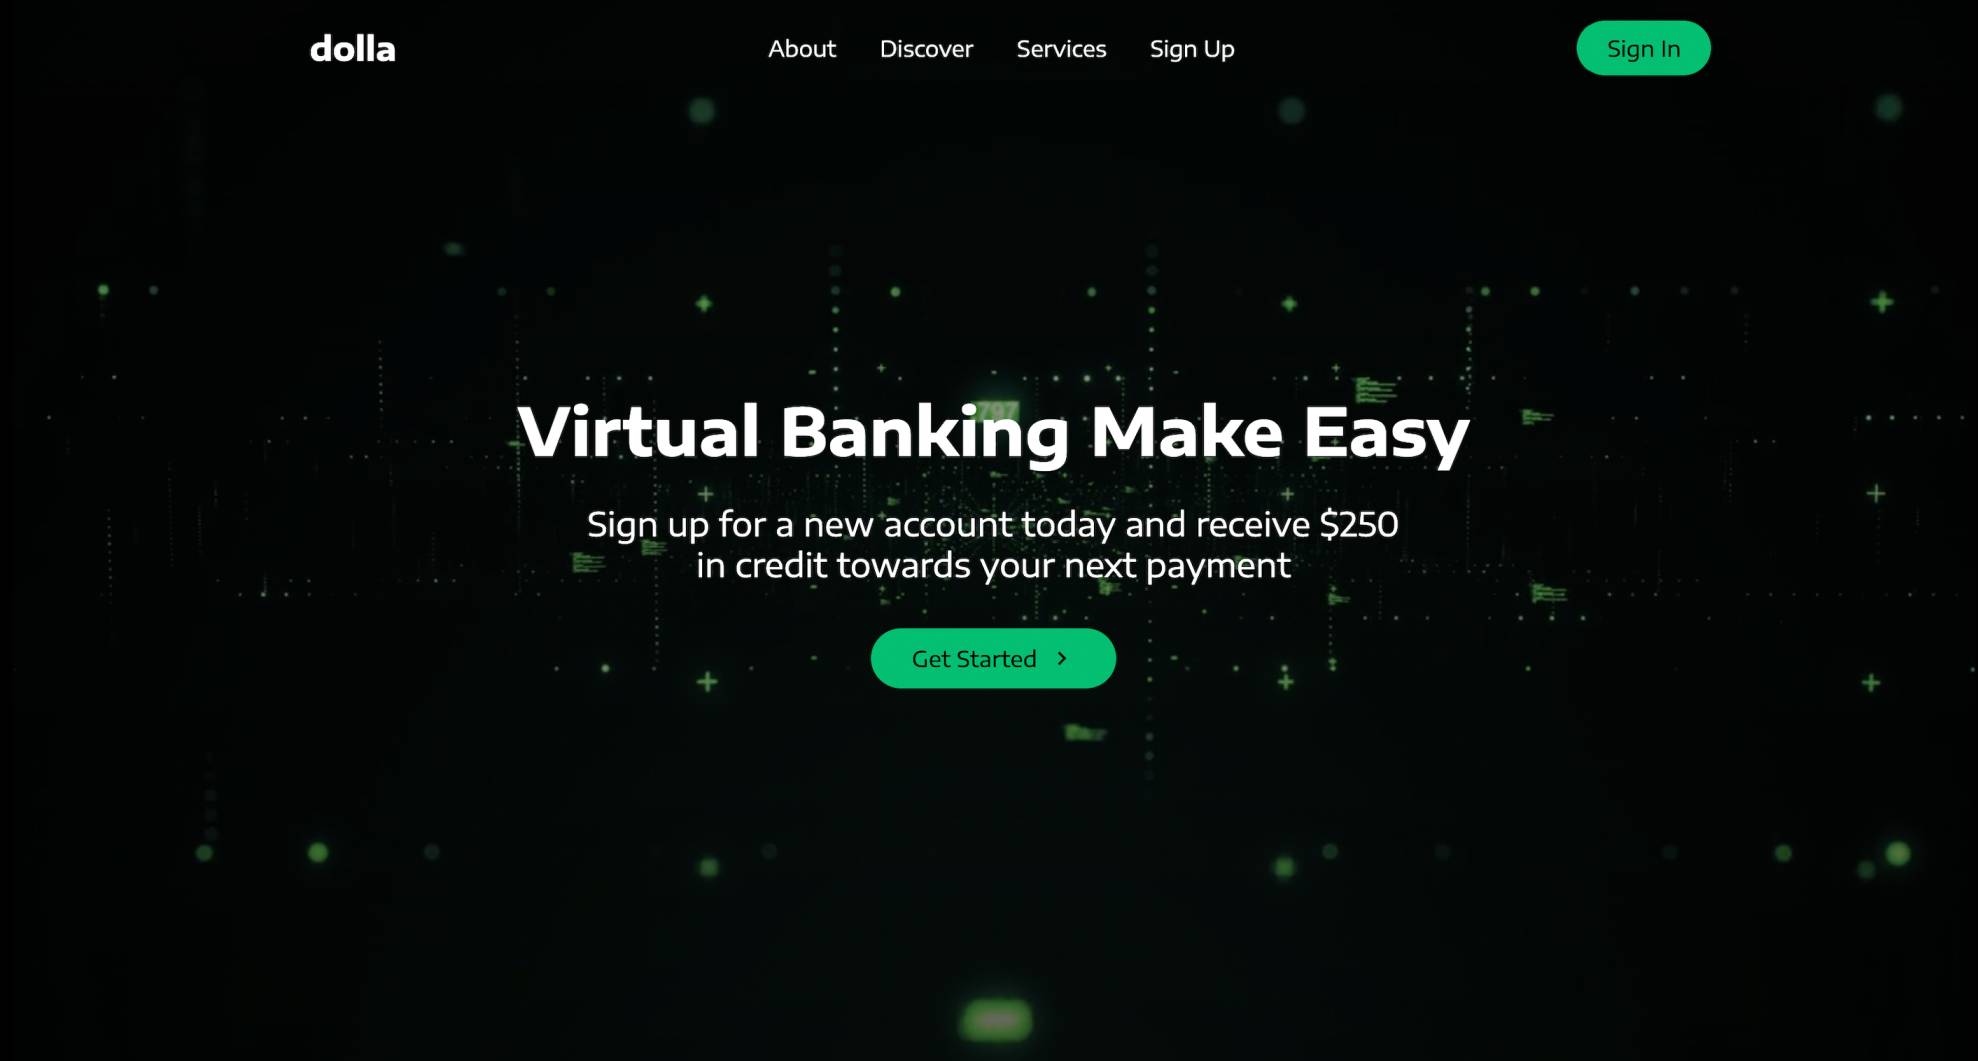 dolla
About
Discover
Services
Sign Up
Sign In
797
Virtual Banking Make Easy
Sign up for a new account today and receive $250
in credit towards your next payment
Get Started